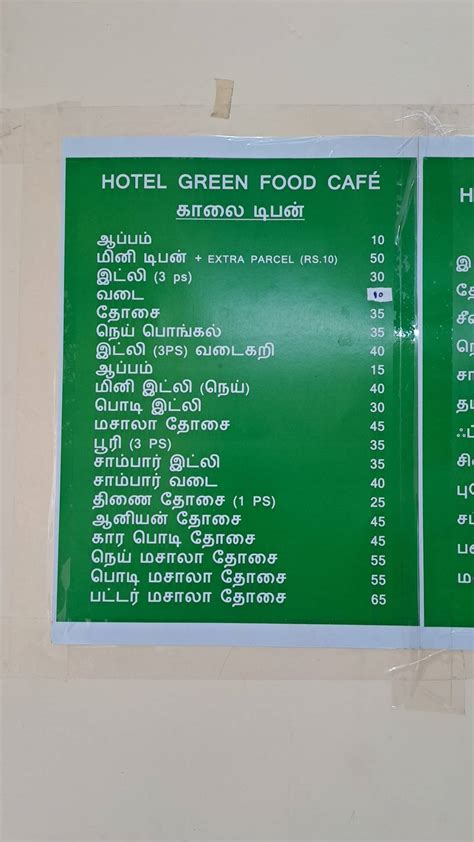 HOTEL GREEN FOOD CAFÉ
காலை டிபன்
ஆப்பம் 10
மினி டிபன் + EXTRA PARCEL (RS.10) 50
இட்லி (3 ps) 30
வடை 10
தோசை 35
நெய் பொங்கல் 35
இட்லி (3PS) வடைகறி 40
ஆப்பம் 15
மினி இட்லி (நெய்) 40
பொடி இட்லி 30
மசாலா தோசை 45
பூரி (3 PS) 35
சாம்பார் இட்லி 35
சாம்பார் வடை 40
திணை தோசை (1 PS) 25
ஆனியன் தோசை 45
கார பொடி தோசை 45
நெய் மசாலா தோசை 55
பொடி மசாலா தோசை 55
பட்டர் மசாலா தோசை 65